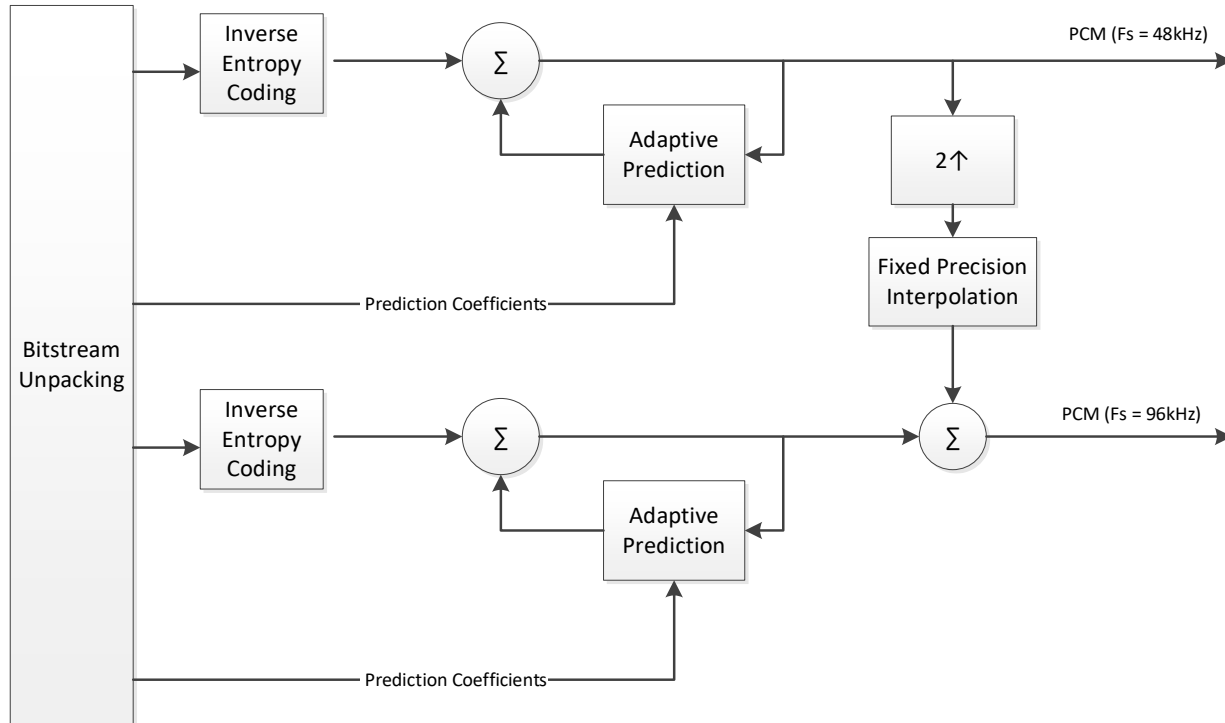 Inverse
Entropy
Coding
Σ
PCM (Fs = 48kHz)
Adaptive
Prediction
2↑
Fixed Precision
Interpolation
Prediction Coefficients
Bitstream
Unpacking
Inverse
Entropy
Coding
Σ
Σ
PCM (Fs = 96kHz)
Adaptive
Prediction
Prediction Coefficients